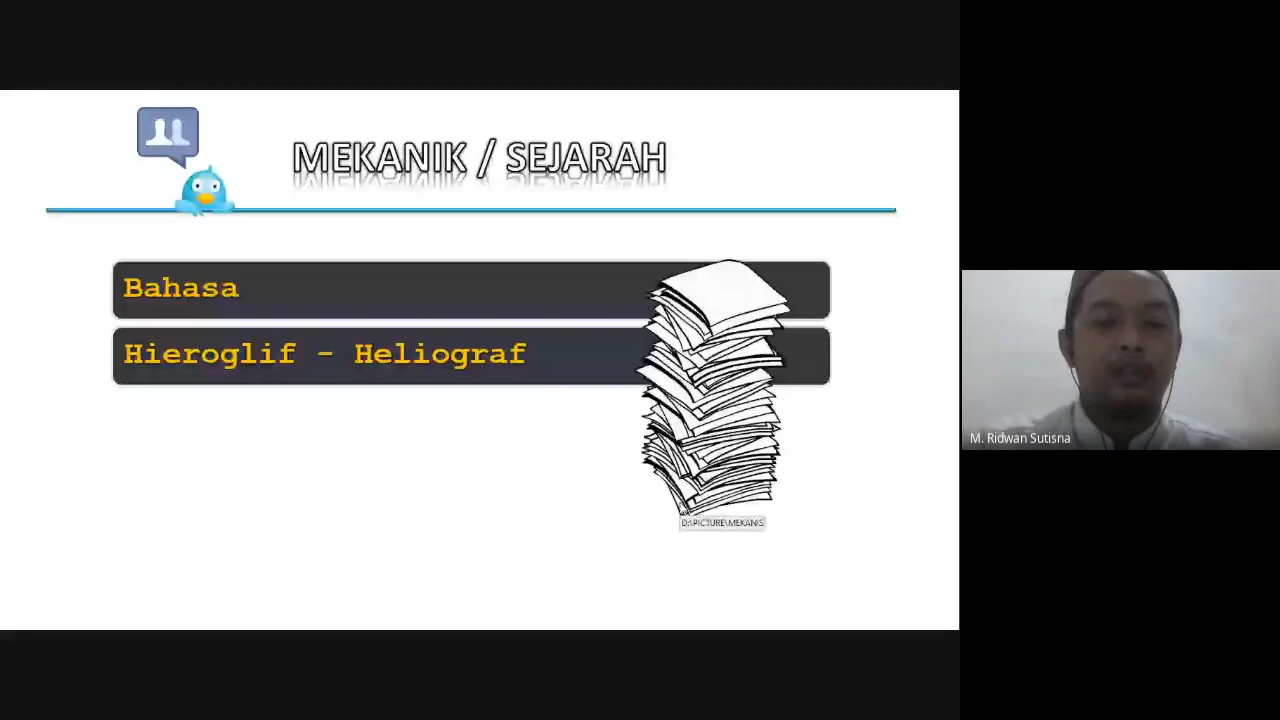 MEKANIK / SEJARAH
Bahasa
Hieroglif - Heliograf
D:\PICTURE\MEKANIS
M. Ridwan Sutisna